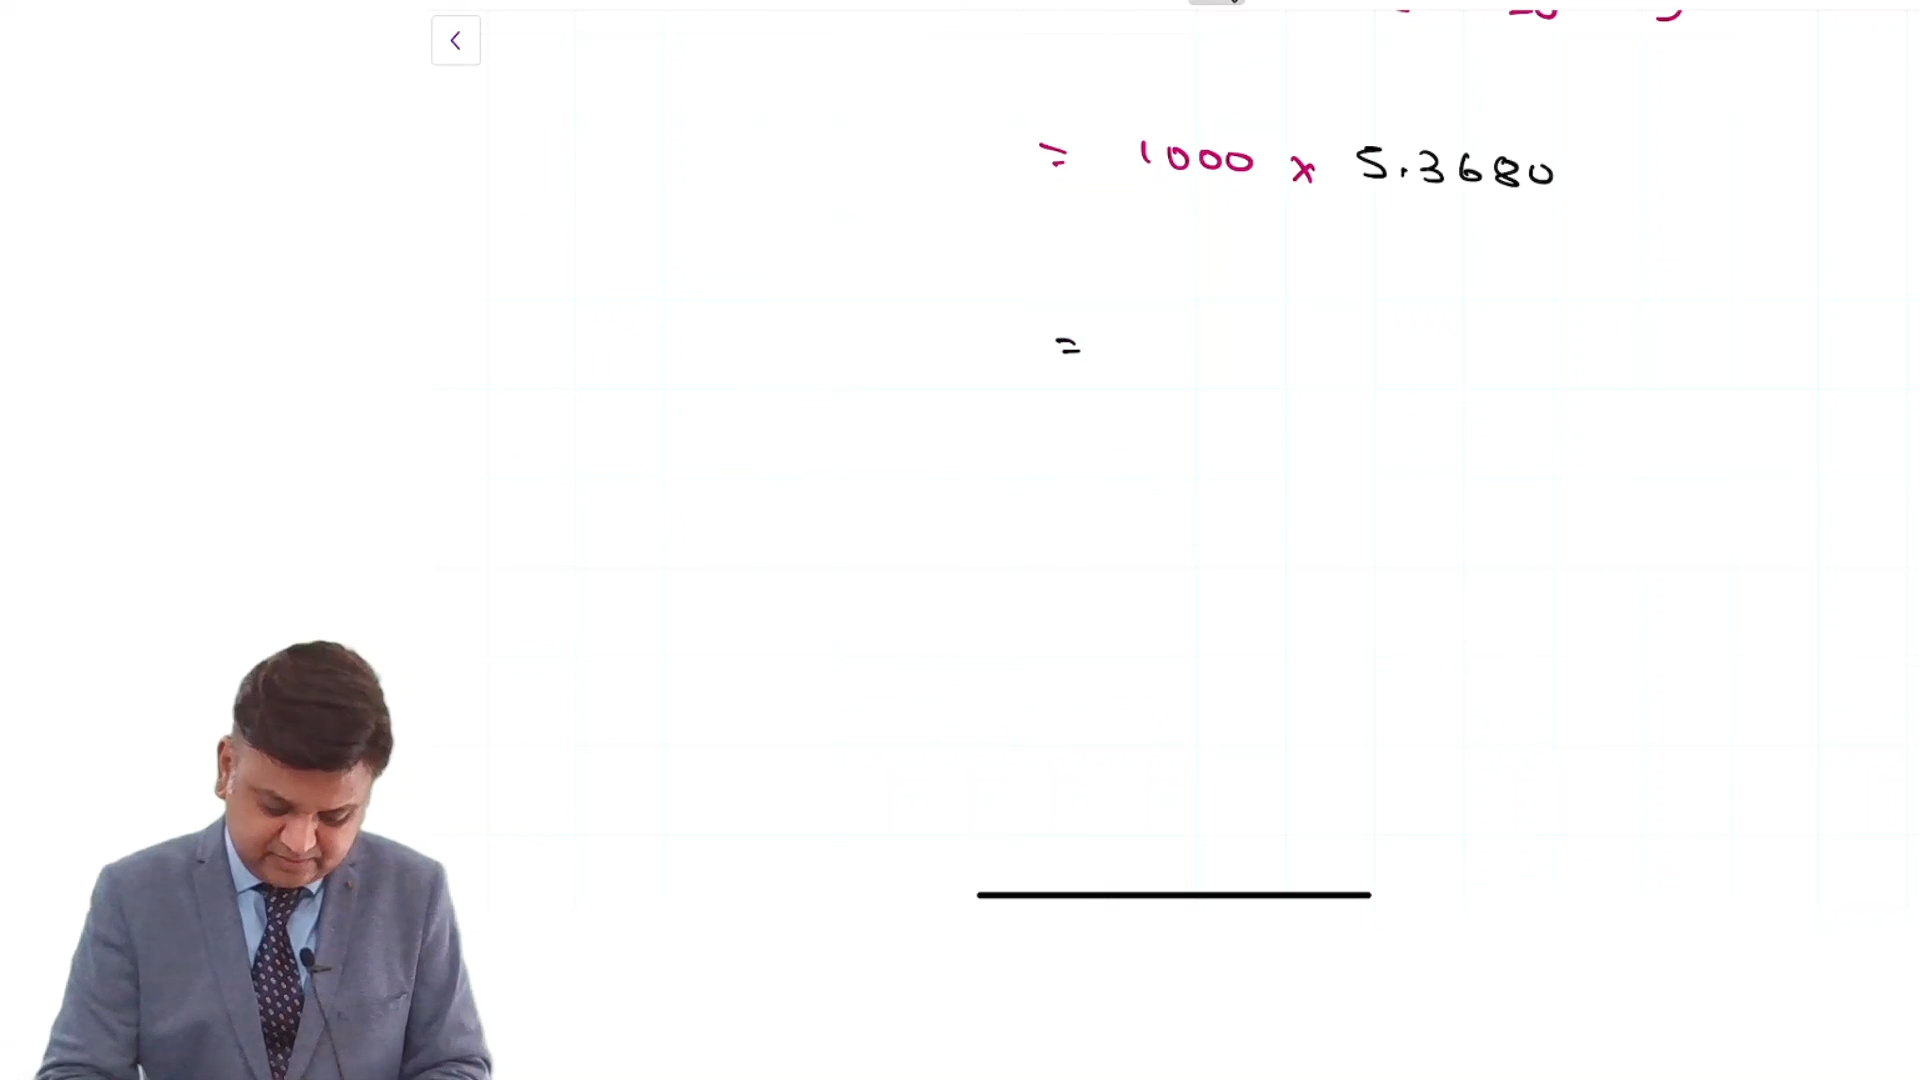 = 1000 x 5.3680
=